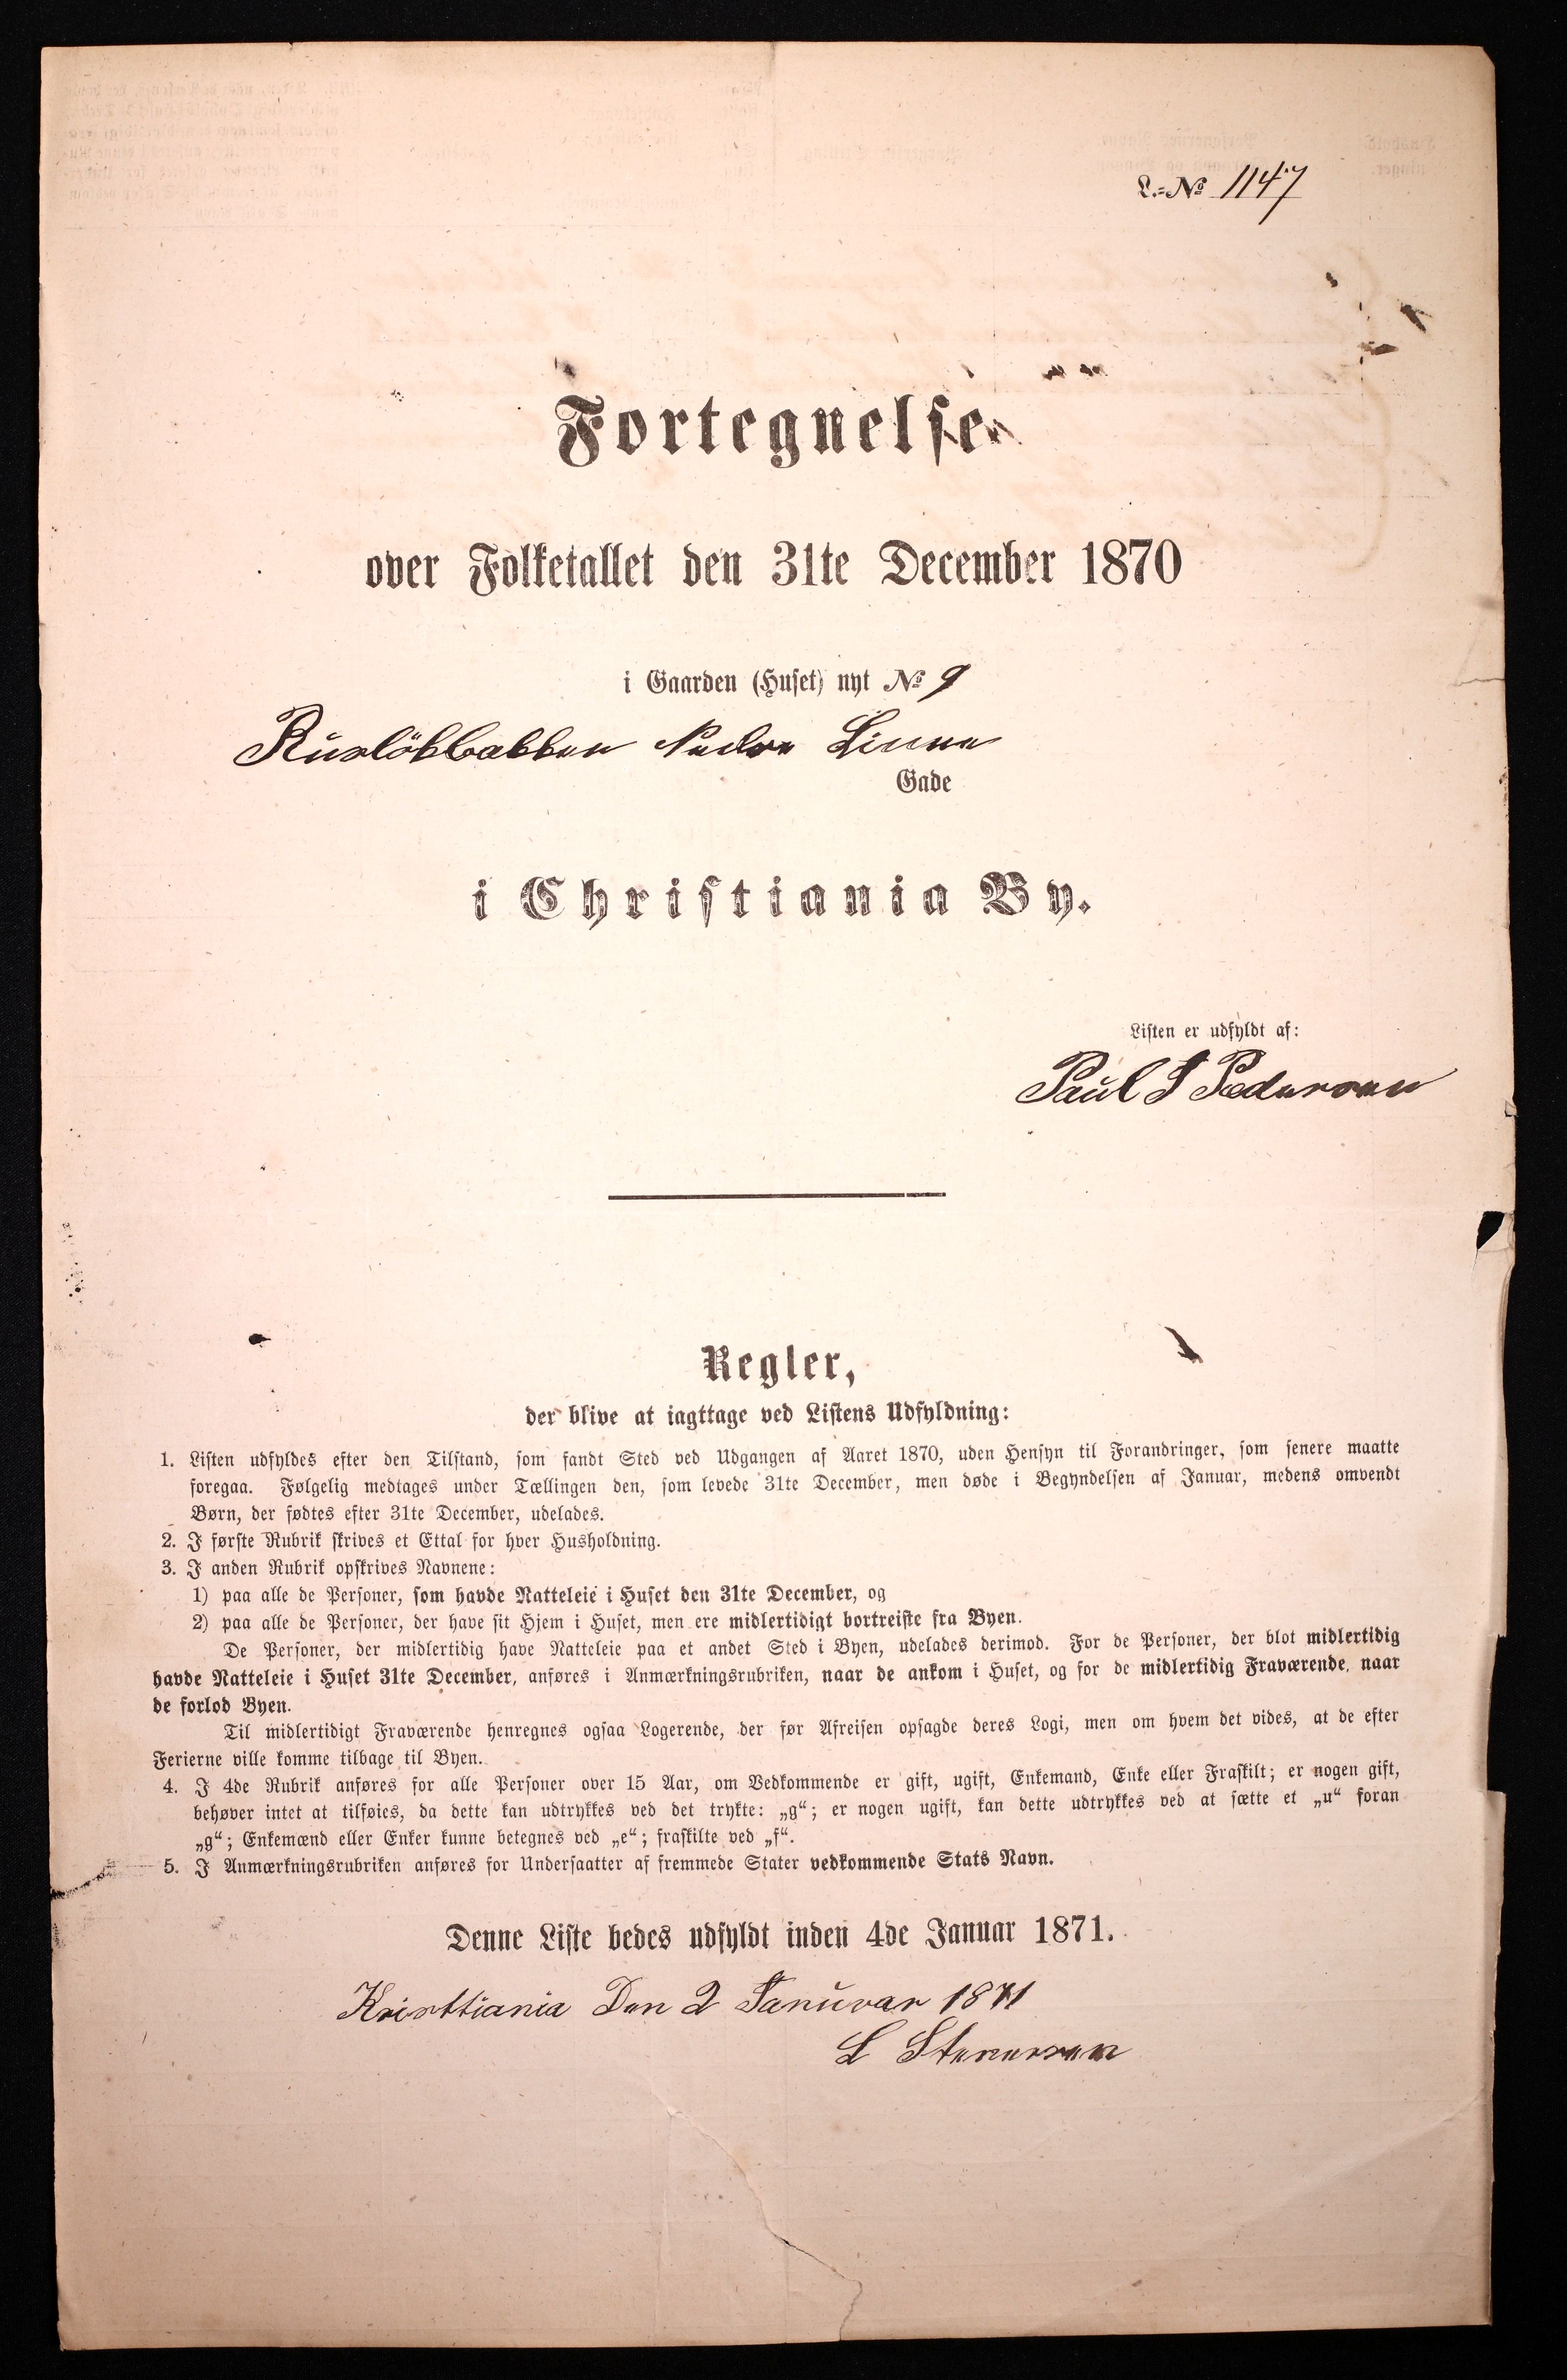 L.=No 1147
Fortegnelse
over Folketallet den 31te December 1870
i Gaarden (Huset) nyt No 9
Rusløkbakken Nedre Linne
Gade
i Christiania By.
Listen er udfyldt af:
Paul J Pedersen
Regler,
der blive at iagttage ved Listens Udfyldning:
1. Listen udfyldes efter den Tilstand, som fandt Sted ved Udgangen af Aaret 1870, uden Hensyn til Forandringer, som senere maatte
foregaa. Følgelig medtages under Tællingen den, som levede 31te December, men døde i Begyndelsen af Januar, medens omvendt
Børn, der fødtes efter 31te December, udelades.
2. I første Rubrik skrives et Ettal for hver Husholdning.
3. I anden Rubrik opskrives Navnene:
1) paa alle de Personer, som havde Natteleie i Huset den 31te December, og
2) paa alle de Personer, der have sit Hjem i Huset, men ere midlertidigt bortreiste fra Byen.
De Personer, der midlertidig have Natteleie paa et andet Sted i Byen, udelades derimod. For de Personer, der blot midlertidig
havde Natteleie i Huset 31te December, anføres i Anmærkningsrubriken, naar de ankom i Huset, og for de midlertidig Fraværende, naar
de forlod Byen.
Til midlertidigt Fraværende henregnes ogsaa Logerende, der før Afreisen opsagde deres Logi, men om hvem det vides, at de efter
Ferierne ville komme tilbage til Byen.
4. I 4de Rubrik anføres for alle Personer over 15 Aar, om Vedkommende er gift, ugift, Enkemand, Enke eller Fraskilt; er nogen gift,
behøver intet at tilføies, da dette kan udtrykkes ved det trykte: „g“; er nogen ugift, kan dette udtrykkes ved at sætte et „u“ foran
„g“; Enkemænd eller Enker kunne betegnes ved „e“; fraskilte ved „f“.
5. I Anmærkningsrubriken anføres for Undersaatter af fremmede Stater vedkommende Stats Navn.
Denne Liste bedes udfyldt inden 4de Januar 1871.
Kristtiania Den 2 Januvar 1871
L Stenersen